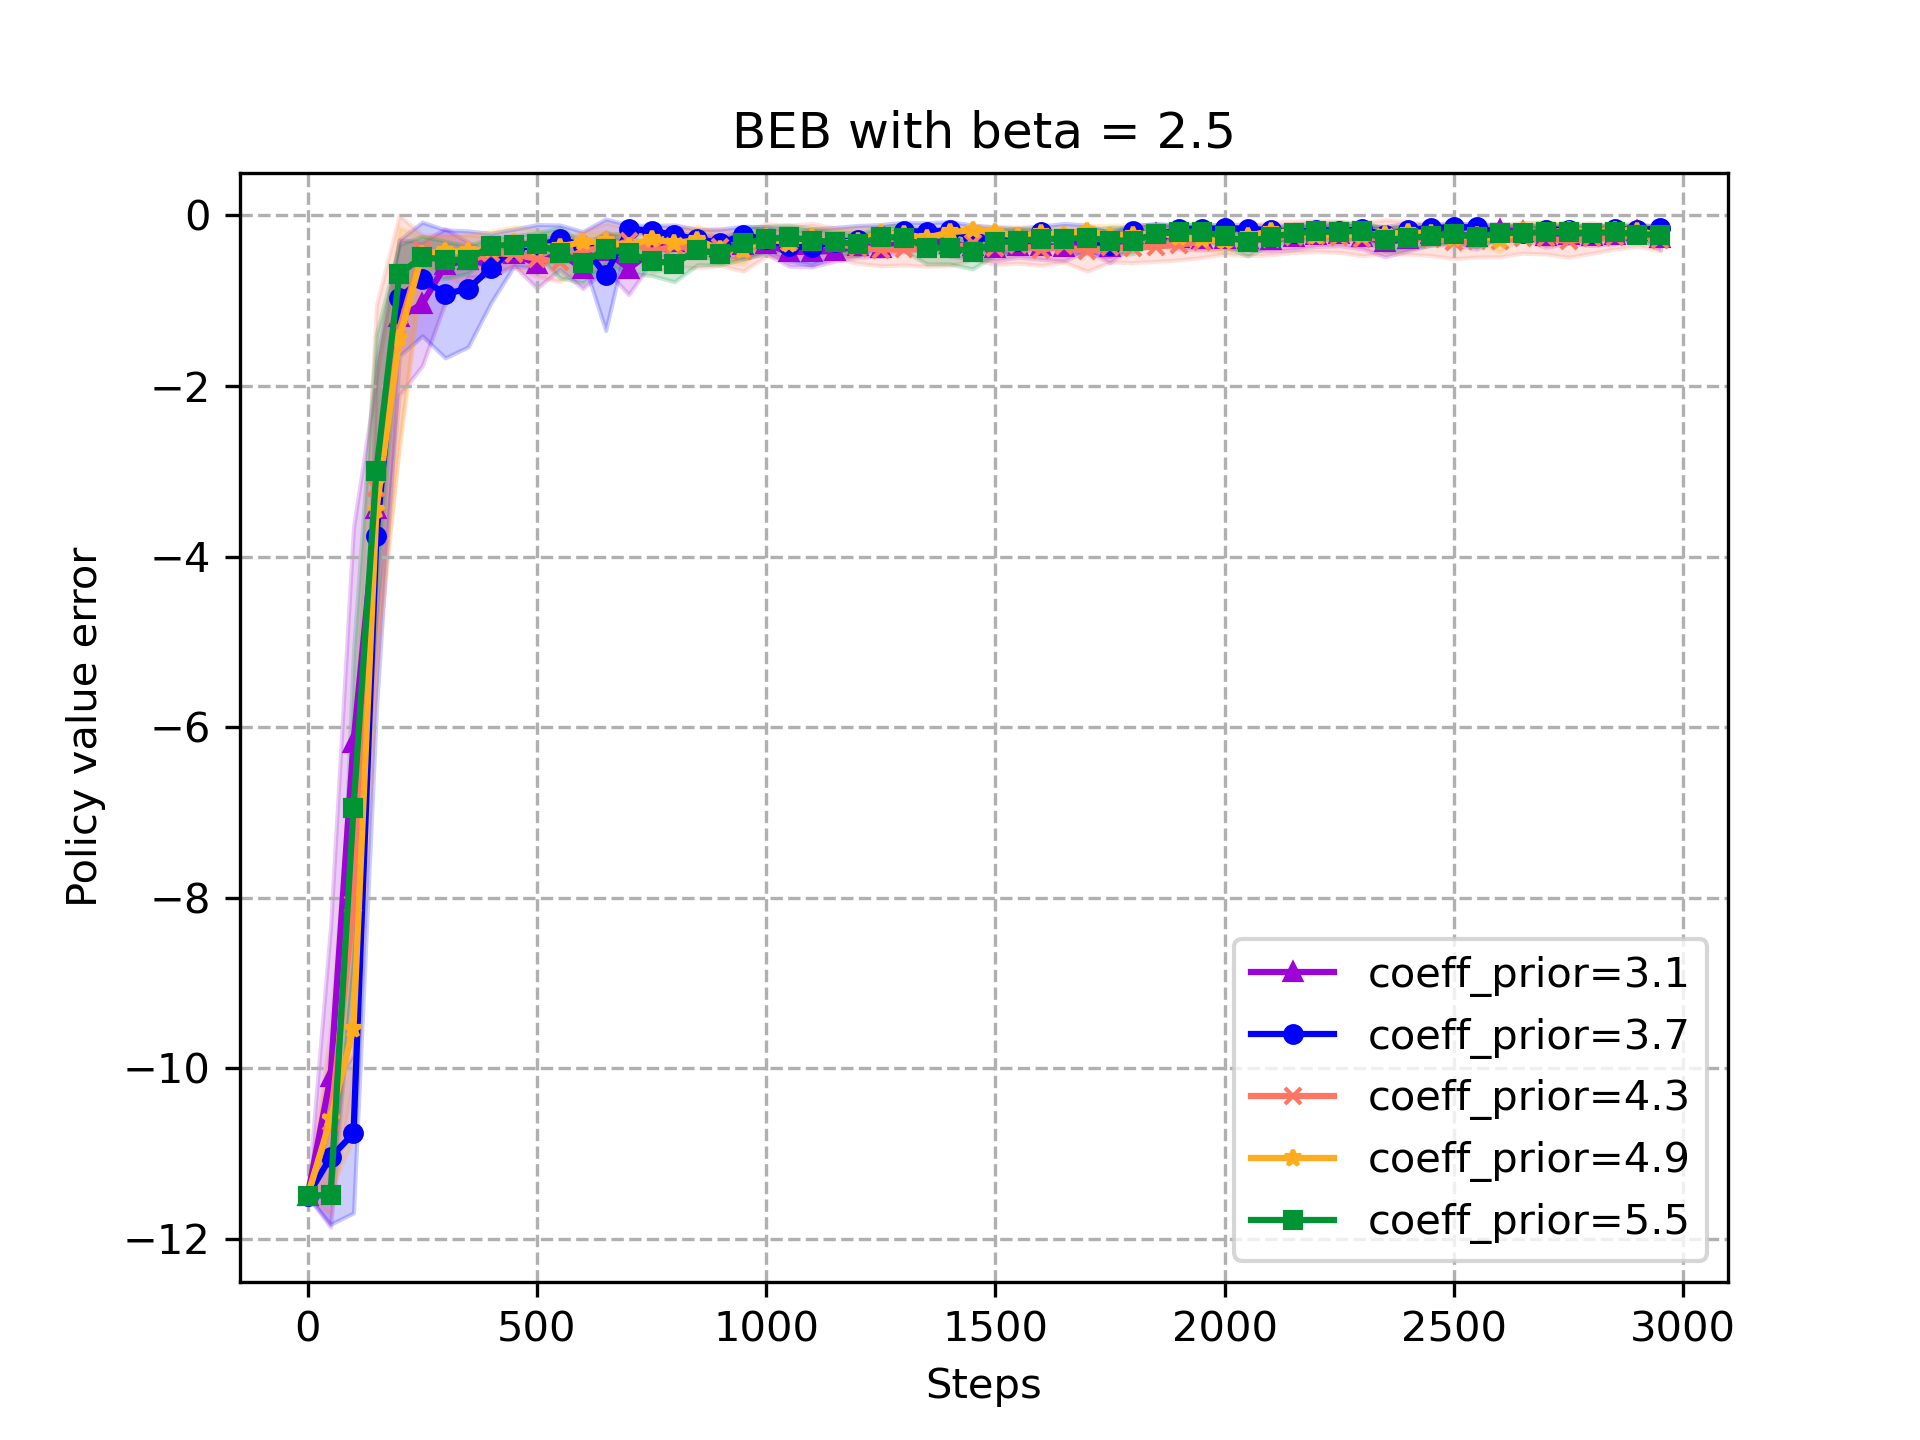 BEB with beta = 2.5
Policy value error
0
−2
−4
−6
−8
−10
−12
0 500 1000 1500 2000 2500 3000
Steps
coeff_prior=3.1
coeff_prior=3.7
coeff_prior=4.3
coeff_prior=4.9
coeff_prior=5.5